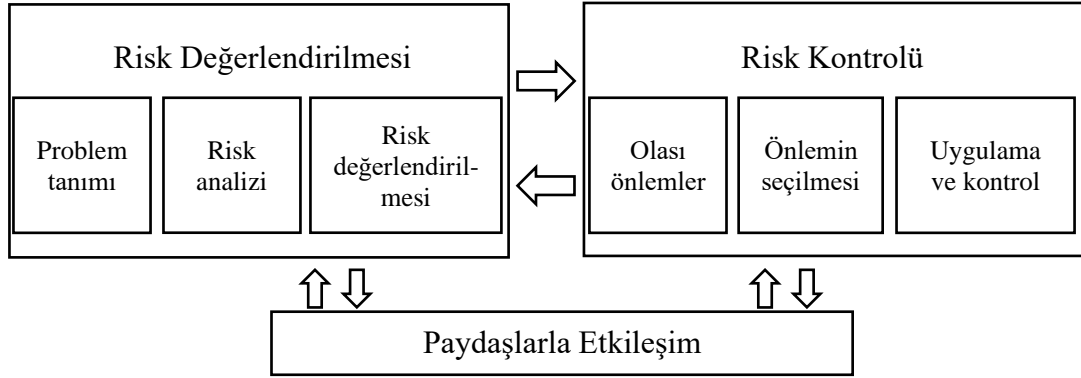 Risk Değerlendirilmesi
Problem
tanımı
Risk
analizi
Risk
değerlendiril-
mesi
Risk Kontrolü
Olası
önlemler
Önlemin
seçilmesi
Uygulama
ve kontrol
Paydaşlarla Etkileşim